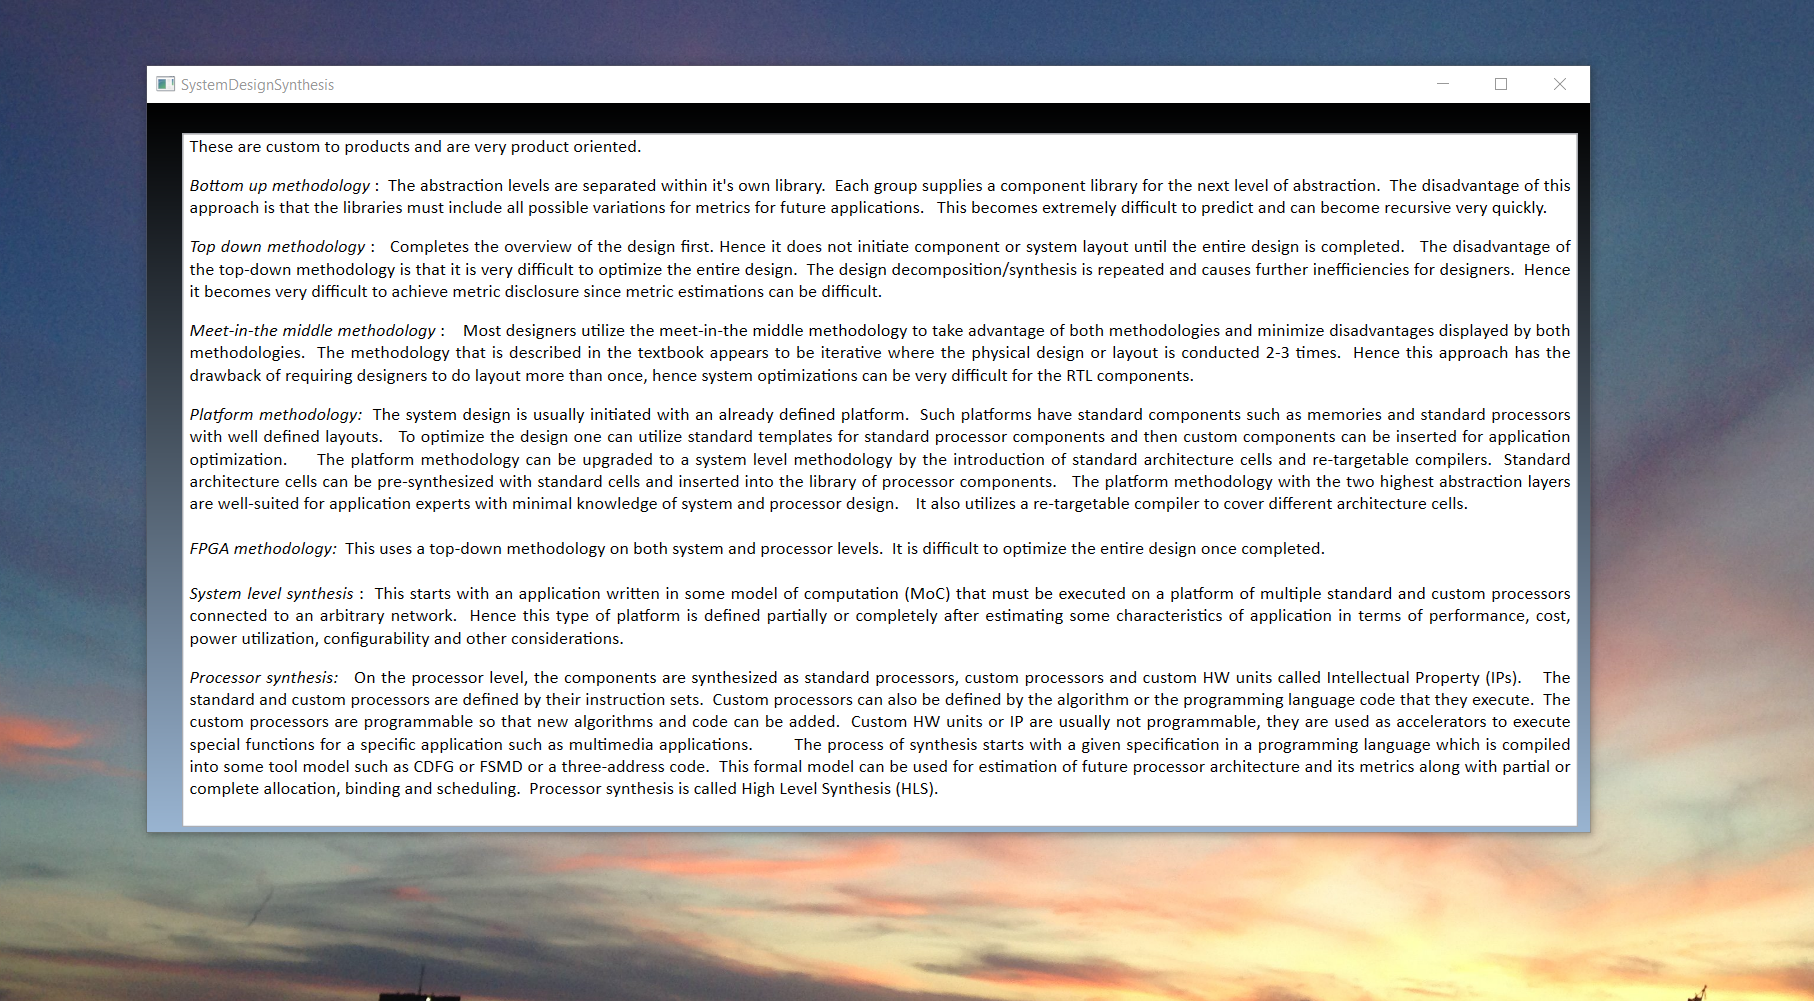 SystemDesignSynthesis
These are custom to products and are very product oriented.
Bottom up methodology : The abstraction levels are separated within it's own library. Each group supplies a component library for the next level of abstraction. The disadvantage of this
approach is that the libraries must include all possible variations for metrics for future applications. This becomes extremely difficult to predict and can become recursive very quickly.
Top down methodology : Completes the overview of the design first. Hence it does not initiate component or system layout until the entire design is completed. The disadvantage of
the top-down methodology is that it is very difficult to optimize the entire design. The design decomposition/synthesis is repeated and causes further inefficiencies for designers. Hence
it becomes very difficult to achieve metric disclosure since metric estimations can be difficult.
Meet-in-the middle methodology : Most designers utilize the meet-in-the middle methodology to take advantage of both methodologies and minimize disadvantages displayed by both
methodologies. The methodology that is described in the textbook appears to be iterative where the physical design or layout is conducted 2-3 times. Hence this approach has the
drawback of requiring designers to do layout more than once, hence system optimizations can be very difficult for the RTL components.
Platform methodology: The system design is usually initiated with an already defined platform. Such platforms have standard components such as memories and standard processors
with well defined layouts. To optimize the design one can utilize standard templates for standard processor components and then custom components can be inserted for application
optimization. The platform methodology can be upgraded to a system level methodology by the introduction of standard architecture cells and re-targetable compilers. Standard
architecture cells can be pre-synthesized with standard cells and inserted into the library of processor components. The platform methodology with the two highest abstraction layers
are well-suited for application experts with minimal knowledge of system and processor design. It also utilizes a re-targetable compiler to cover different architecture cells.
FPGA methodology: This uses a top-down methodology on both system and processor levels. It is difficult to optimize the entire design once completed.
System level synthesis : This starts with an application written in some model of computation (MoC) that must be executed on a platform of multiple standard and custom processors
connected to an arbitrary network. Hence this type of platform is defined partially or completely after estimating some characteristics of application in terms of performance, cost,
power utilization, configurability and other considerations.
Processor synthesis: On the processor level, the components are synthesized as standard processors, custom processors and custom HW units called Intellectual Property (IPs). The
standard and custom processors are defined by their instruction sets. Custom processors can also be defined by the algorithm or the programming language code that they execute. The
custom processors are programmable so that new algorithms and code can be added. Custom HW units or IP are usually not programmable, they are used as accelerators to execute
special functions for a specific application such as multimedia applications. The process of synthesis starts with a given specification in a programming language which is compiled
into some tool model such as CDFG or FSMD or a three-address code. This formal model can be used for estimation of future processor architecture and its metrics along with partial or
complete allocation, binding and scheduling. Processor synthesis is called High Level Synthesis (HLS).